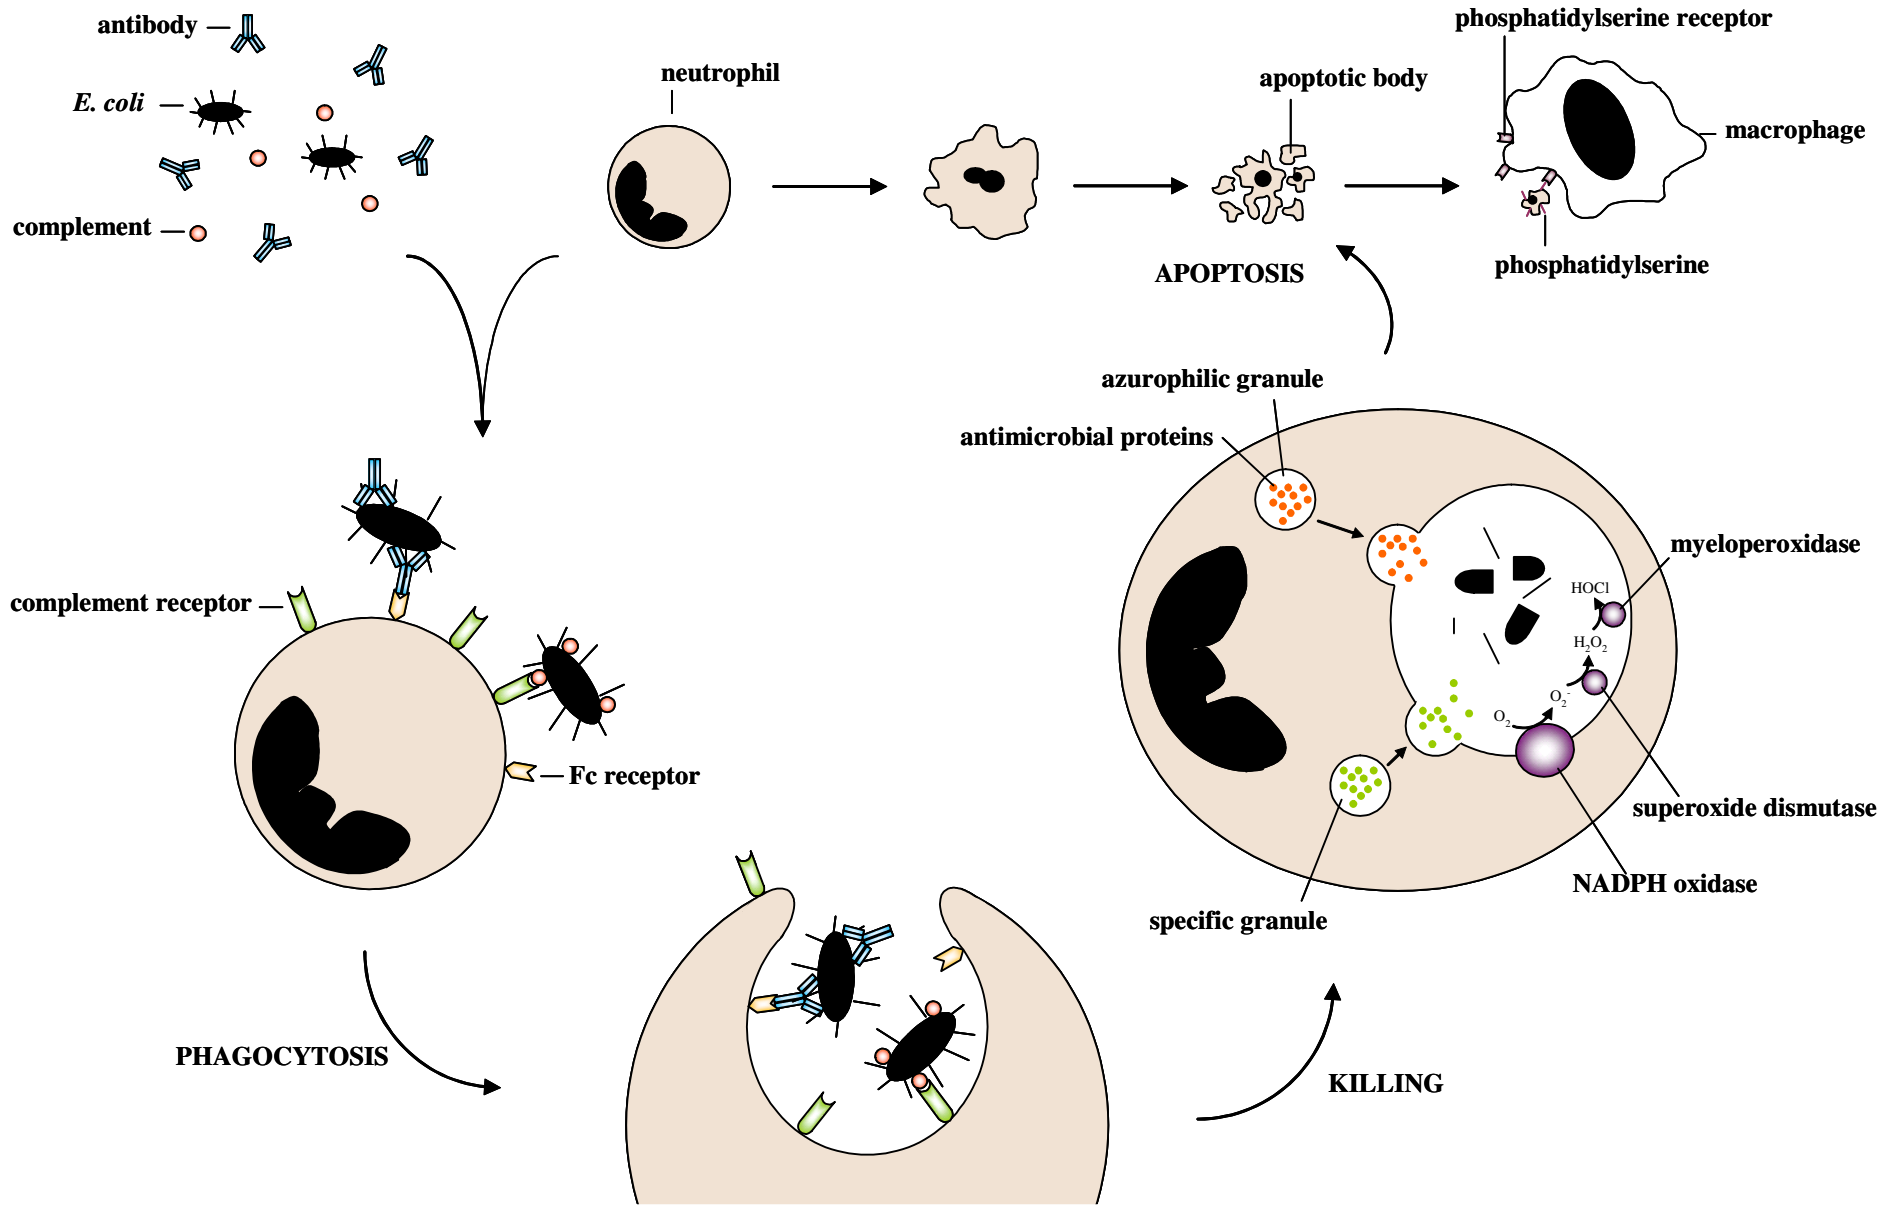 antibody
E. coli
complement
neutrophil
apoptotic body
phosphatidylserine receptor
macrophage
phosphatidylserine
APOPTOSIS
azurophilic granule
antimicrobial proteins
myeloperoxidase
HOCl
H2O2
O2-
O2
superoxide dismutase
NADPH oxidase
specific granule
complement receptor
Fc receptor
PHAGOCYTOSIS
KILLING